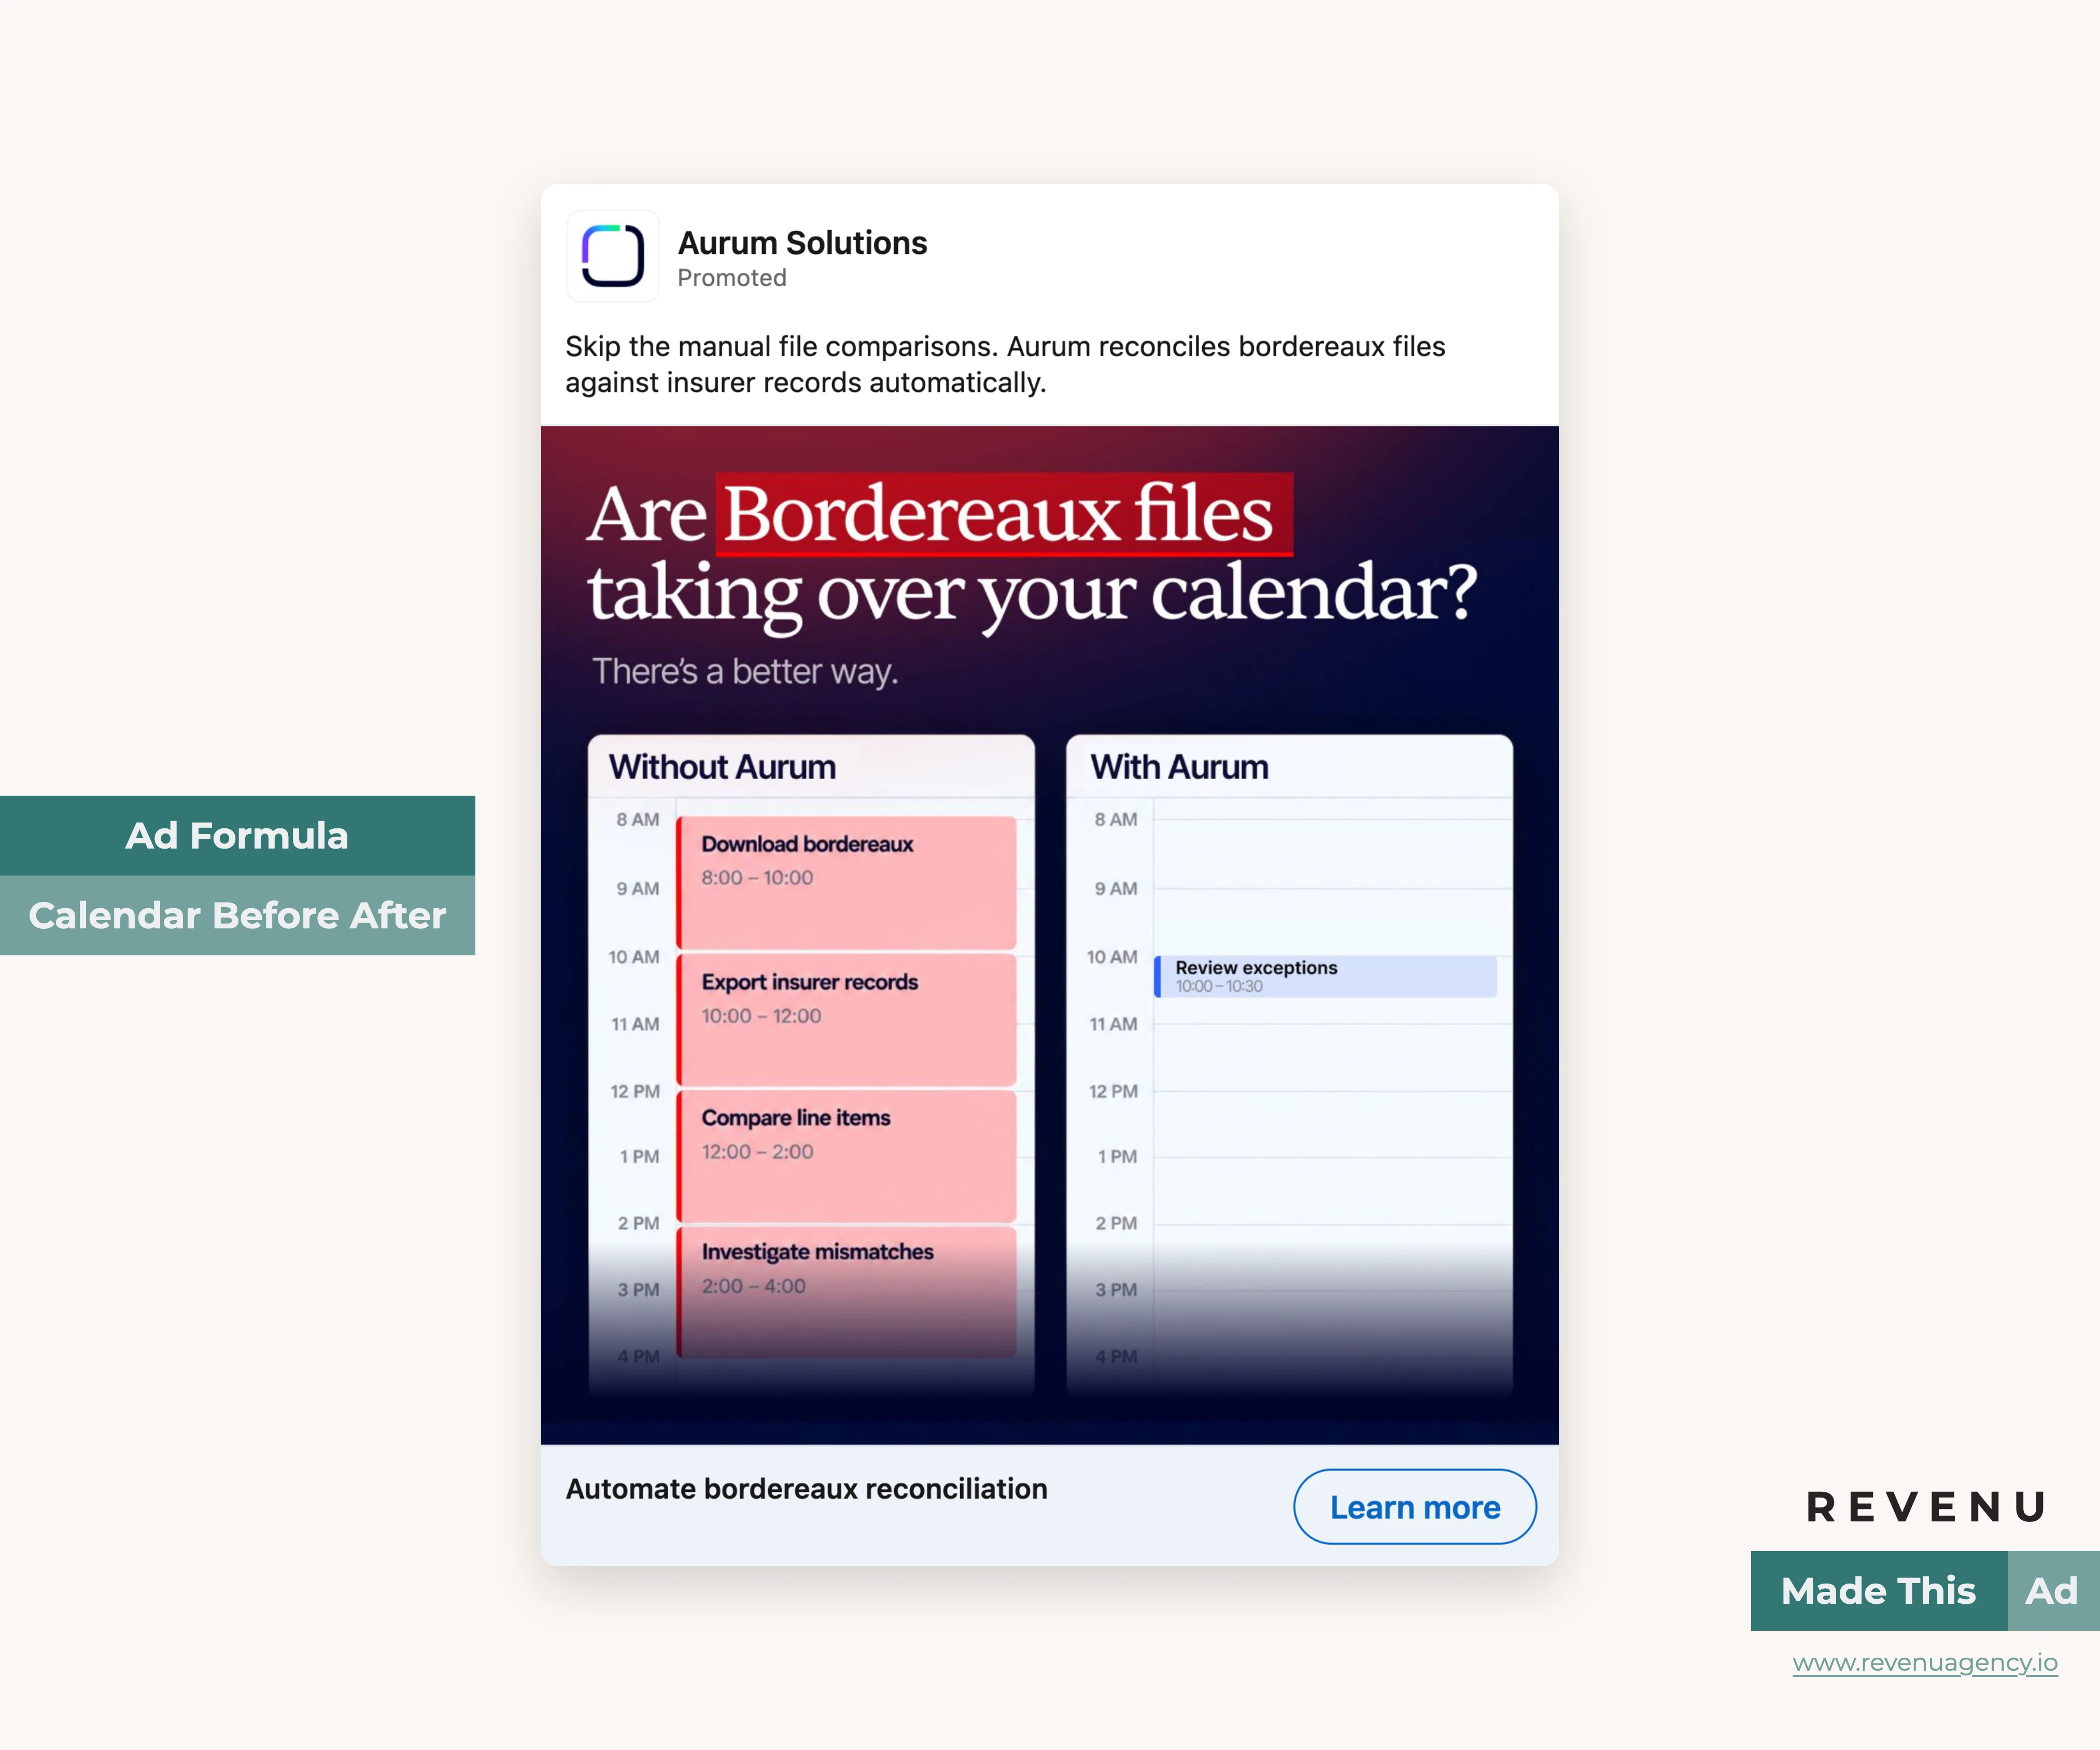 Aurum Solutions
Promoted
Skip the manual file comparisons. Aurum reconciles bordereaux files
against insurer records automatically.
Are Bordereaux files
taking over your calendar?
There's a better way.
Without Aurum
8 AM
Download bordereaux
8:00 – 10:00
9 AM
10 AM
Export insurer records
10:00 – 12:00
11 AM
12 PM
Compare line items
12:00 – 2:00
1 PM
2 PM
Investigate mismatches
2:00 – 4:00
3 PM
4 PM
With Aurum
8 AM
9 AM
10 AM
Review exceptions
10:00 – 10:30
11 AM
12 PM
1 PM
2 PM
3 PM
4 PM
Automate bordereaux reconciliation
Learn more
Ad Formula
Calendar Before After
REVENU
Made This Ad
www.revenuagency.io